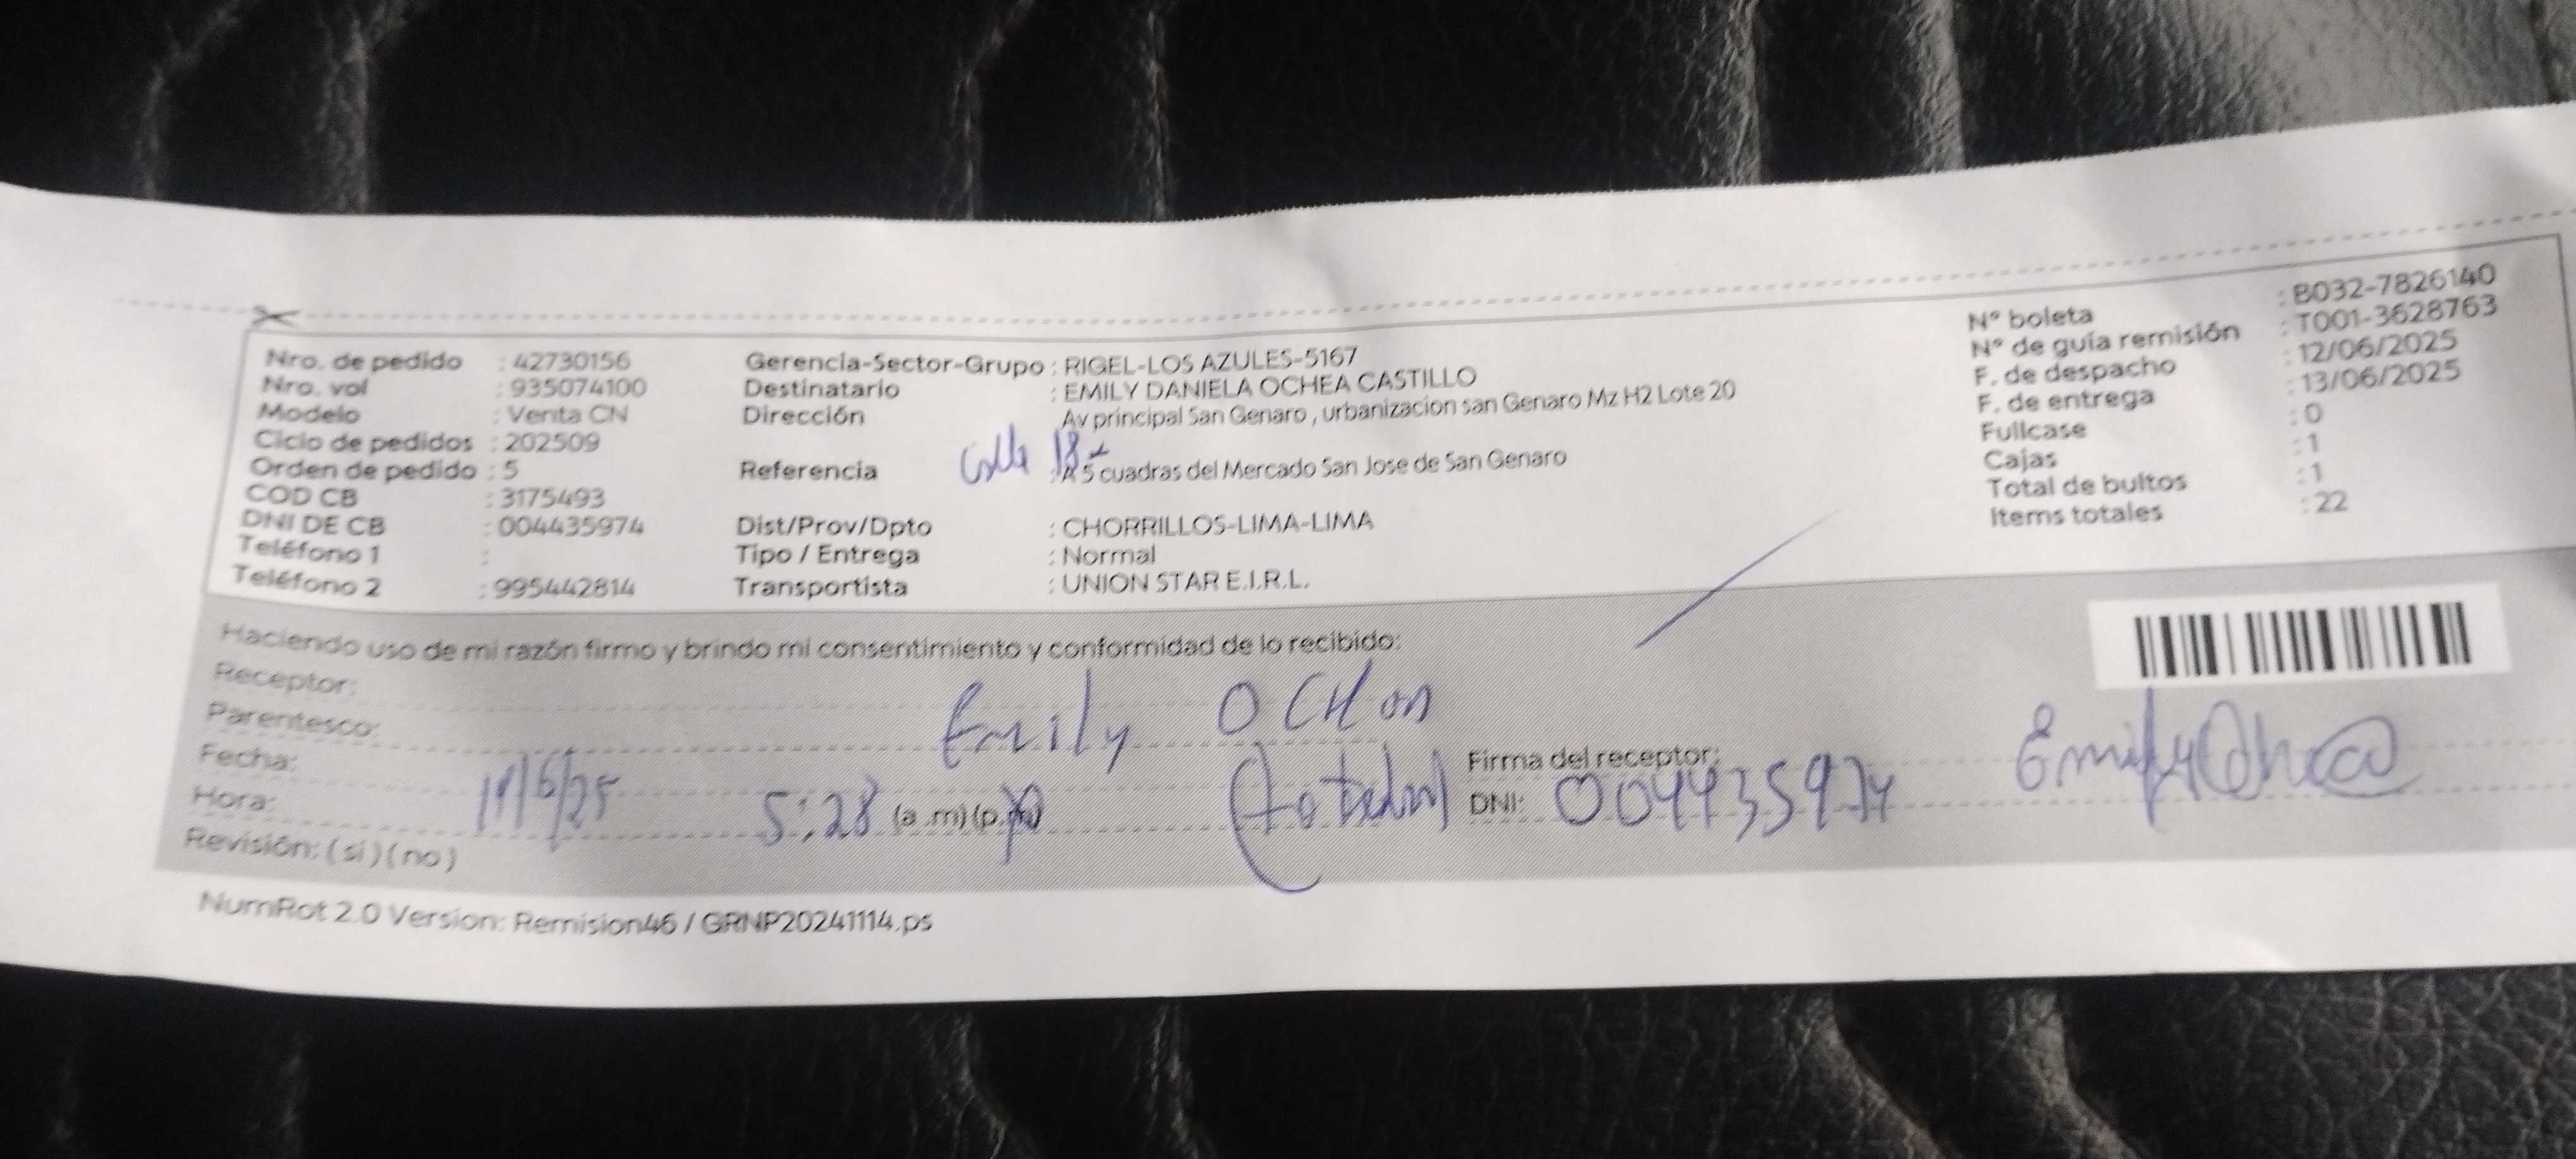 Nro. de pedido : 42730156
Nro. vol : 935074100
Modelo : Venta CN
Ciclo de pedidos : 202509
Orden de pedido : 5
COD CB : 3175493
DNI DE CB : 004435974
Teléfono 1 :
Teléfono 2 : 995442814
Gerencia-Sector-Grupo : RIGEL-LOS AZULES-5167
Destinatario : EMILY DANIELA OCHEA CASTILLO
Dirección Av principal San Genaro , urbanizacion san Genaro Mz H2 Lote 20
Calle 18
Referencia : A 5 cuadras del Mercado San Jose de San Genaro
Dist/Prov/Dpto : CHORRILLOS-LIMA-LIMA
Tipo / Entrega : Normal
Transportista : UNION STAR E.I.R.L.
N° boleta : B032-7826140
N° de guía remisión : T001-3628763
F. de despacho : 12/06/2025
F. de entrega : 13/06/2025
Fullcase : 0
Cajas : 1
Total de bultos : 1
Items totales : 22
Haciendo uso de mi razón firmo y brindo mi consentimiento y conformidad de lo recibido:
Receptor:
Parentesco: Emily
Fecha: /6/25
Hora: 5:28 (a .m) (p.m)
Revisión: ( si ) ( no )
Firma del receptor: Emily Ochea
DNI: 004435974
NumRot 2.0 Version: Remision46 / GRNP20241114.ps